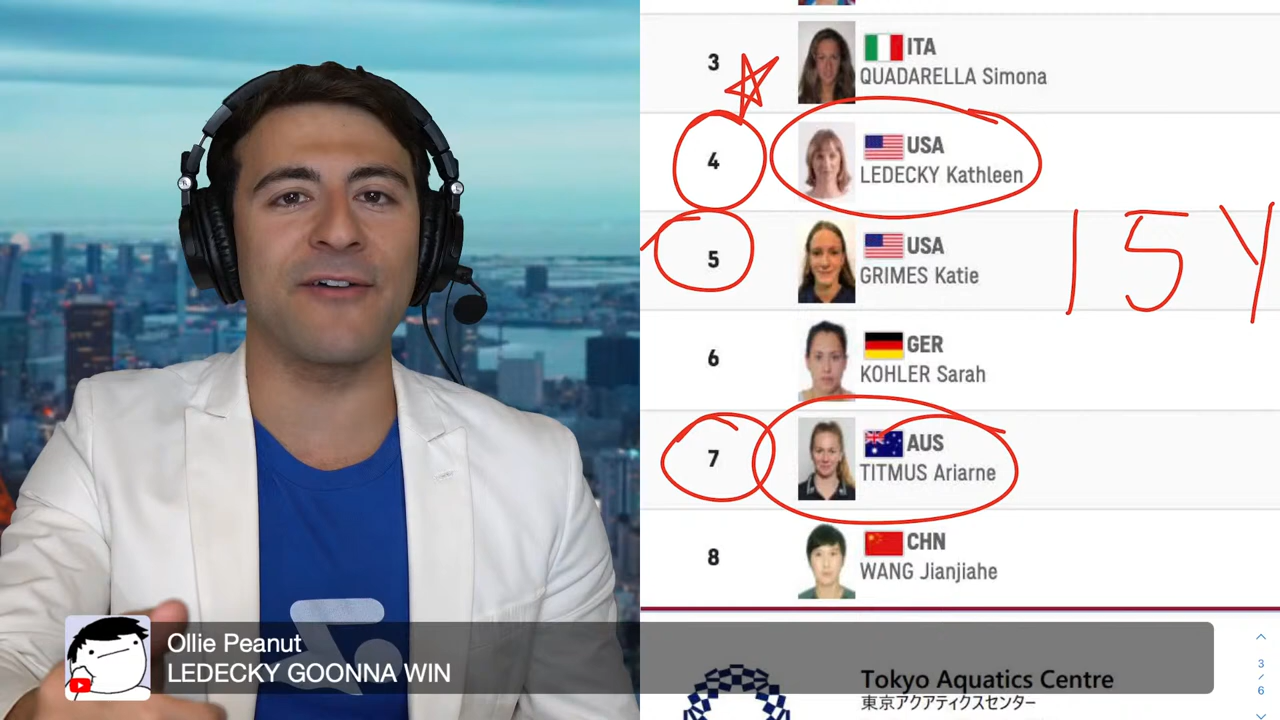 3
ITA
QUADARELLA Simona
4
USA
LEDECKY Kathleen
5
USA
GRIMES Katie
15Y
6
GER
KOHLER Sarah
7
AUS
TITMUS Ariarne
8
CHN
WANG Jianjiahe
Ollie Peanut
LEDECKY GOONNA WIN
Tokyo Aquatics Centre
東京アクアティクスセンター
3
/
6